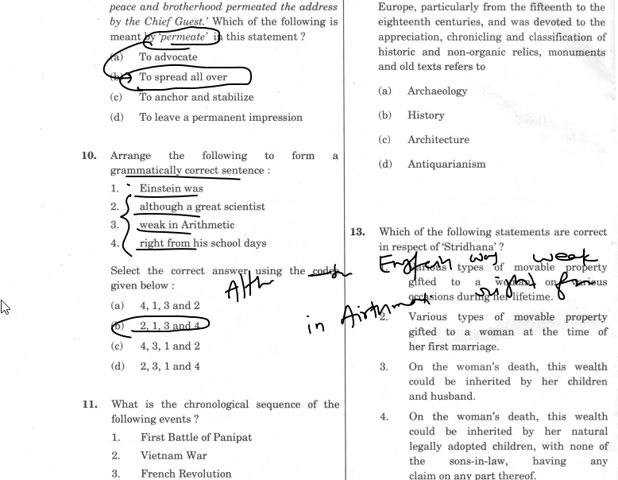 peace and brotherhood permeated the address
by the Chief Guest.' Which of the following is
meant by 'permeate' in this statement ?
(a) To advocate
(b) To spread all over
(c) To anchor and stabilize
(d) To leave a permanent impression
10. Arrange the following to form a
grammatically correct sentence :
1. Einstein was
2. although a great scientist
3. weak in Arithmetic
4. right from his school days
Select the correct answer using the code
given below :
(a) 4, 1, 3 and 2
(b) 2, 1, 3 and 4
(c) 4, 3, 1 and 2
(d) 2, 3, 1 and 4
Alth
11. What is the chronological sequence of the
following events ?
1. First Battle of Panipat
2. Vietnam War
3. French Revolution
Europe, particularly from the fifteenth to the
eighteenth centuries, and was devoted to the
appreciation, chronicling and classification of
historic and non-organic relics, monuments
and old texts refers to
(a) Archaeology
(b) History
(c) Architecture
(d) Antiquarianism
13. Which of the following statements are correct
in respect of 'Stridhana' ?
weak
Various types of movable property
gifted to a woman on various
occasions during her lifetime.
right
in
2. Various types of movable property
gifted to a woman at the time of
her first marriage.
3. On the woman's death, this wealth
could be inherited by her children
and husband.
4. On the woman's death, this wealth
could be inherited by her natural
legally adopted children, with none of
the sons-in-law, having any
claim on any part thereof.